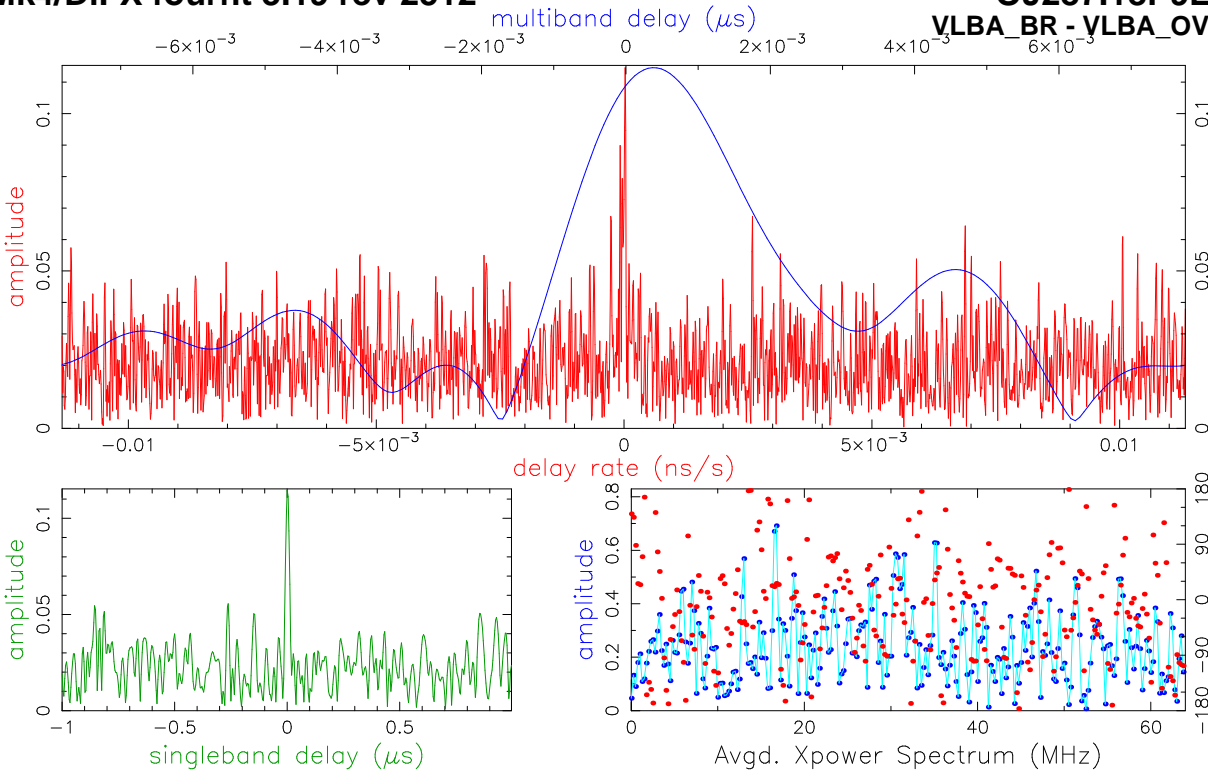 multiband delay (μs)
VLBA_BR - VLBA_OV
−6×10⁻³ −4×10⁻³ −2×10⁻³ 0 2×10⁻³ 4×10⁻³ 6×10⁻³
amplitude
0 0.05 0.1
0 0.05 0.1
−0.01 −5×10⁻³ 0 5×10⁻³ 0.01
delay rate (ns/s)
amplitude
0 0.05 0.1
−1 −0.5 0 0.5
singleband delay (μs)
amplitude
0 0.2 0.4 0.6 0.8
180 90 0 −90 −180
0 20 40 60
Avgd. Xpower Spectrum (MHz)